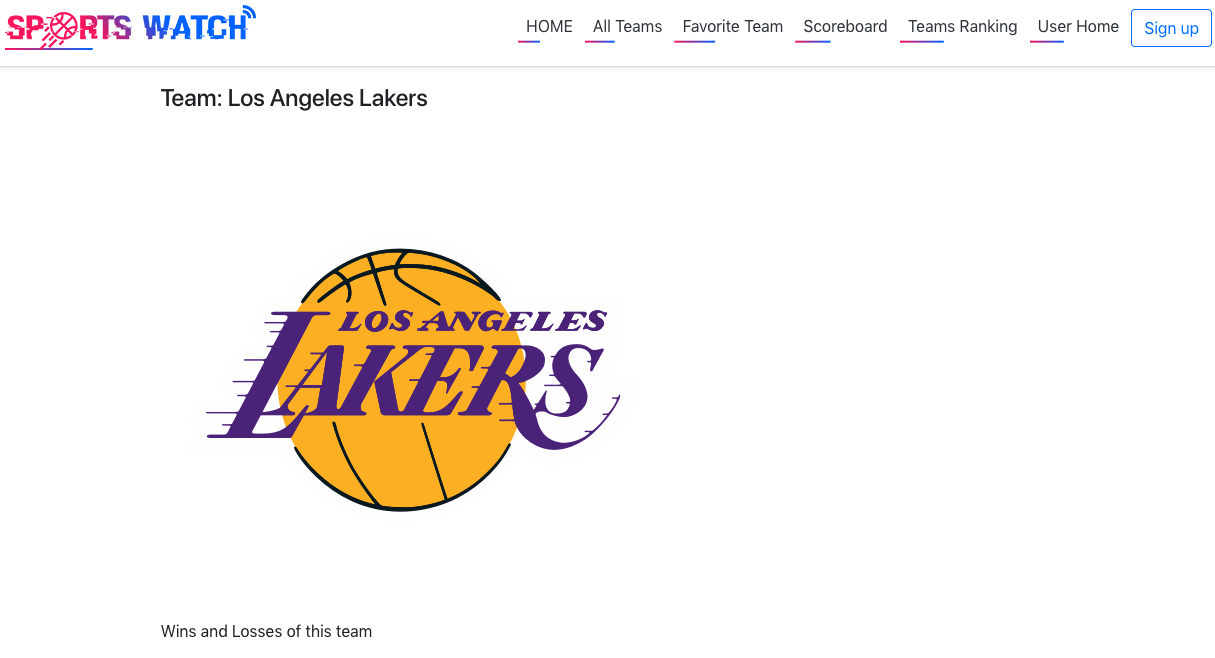 SPORTS WATCH
HOME
All Teams
Favorite Team
Scoreboard
Teams Ranking
User Home
Sign up
Team: Los Angeles Lakers
LOS ANGELES
LAKERS
Wins and Losses of this team